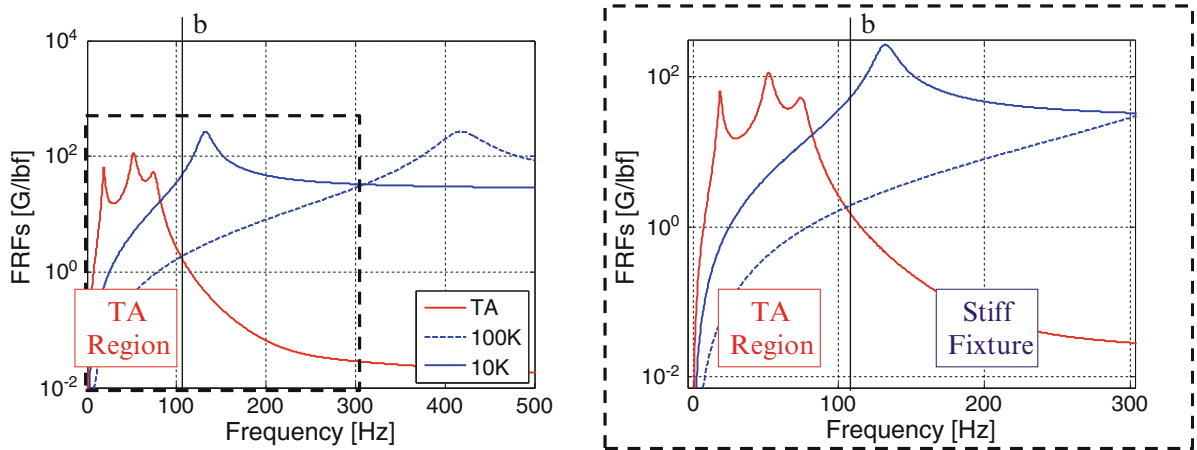 b
10^4
10^2
10^0
10^-2
FRFs [G/lbf]
TA
Region
TA
100K
10K
0 100 200 300 400 500
Frequency [Hz]
b
10^2
10^0
10^-2
FRFs [G/lbf]
TA
Region
Stiff
Fixture
0 100 200 300
Frequency [Hz]